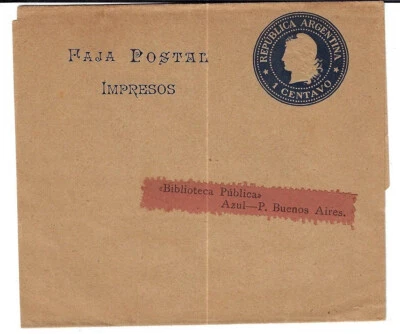 FAJA POSTAL
IMPRESOS
REPUBLICA ARGENTINA
1 CENTAVO
«Biblioteca Pública»
Azul—P. Buenos Aires.